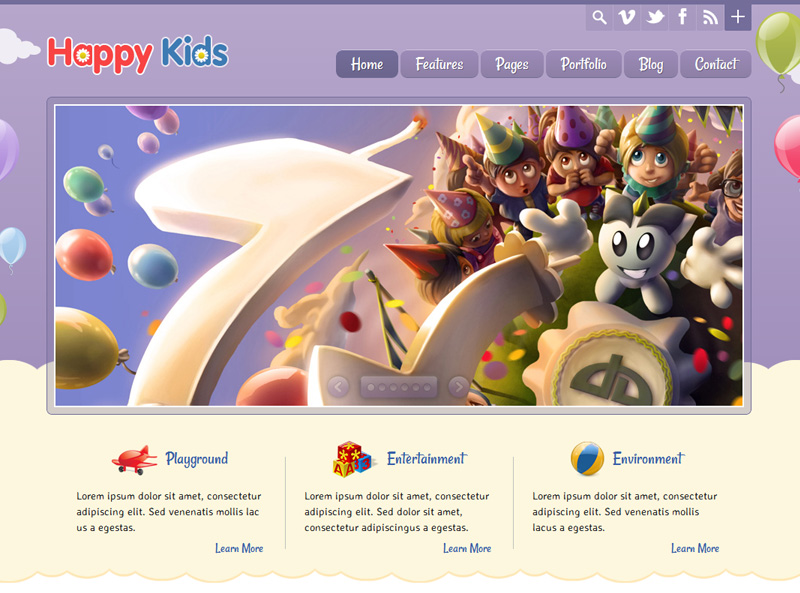 Happy Kids
Home Features Pages Portfolio Blog Contact
7
Playground
Lorem ipsum dolor sit amet, consectetur
adipiscing elit. Sed venenatis mollis lac
us a egestas.
Learn More
Entertainment
Lorem ipsum dolor sit amet, consectetur
adipiscing elit. Sed dolor sit amet,
consectetur adipiscingus a egestas.
Learn More
Environment
Lorem ipsum dolor sit amet, consectetur
adipiscing elit. Sed venenatis mollis
lacus a egestas.
Learn More